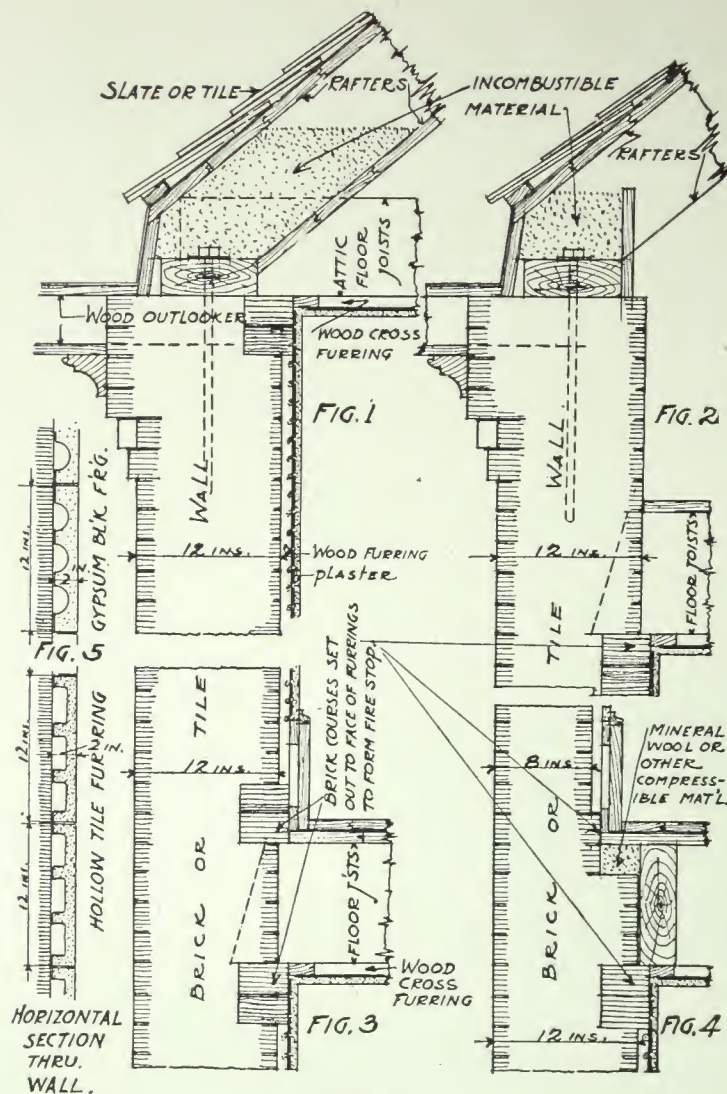 SLATE OR TILE
RAFTERS
INCOMBUSTIBLE
MATERIAL
RAFTERS
ATTIC
FLOOR
JOISTS
WOOD OUTLOOKER
WOOD CROSS
FURRING
FIG. 1
FIG. 2
WALL
WALL
12 INS.
12 INS.
WOOD FURRING
PLASTER
12 INS.
2 IN.
GYPSUM BL'K F'R'G.
FIG. 5
TILE
FLOOR JOISTS
BRICK COURSES SET
OUT TO FACE OF FURRINGS
TO FORM FIRE STOP.
TILE
12 INS.
8 INS.
MINERAL
WOOL OR
OTHER
COMPRESS-
IBLE MAT'L.
12 INS.
IN.
12 INS.
HOLLOW TILE FURRING
BRICK OR
BRICK OR
FLOOR J'STS
WOOD
CROSS
FURRING
FIG. 3
FIG. 4
12 INS.
HORIZONTAL
SECTION
THRU.
WALL.